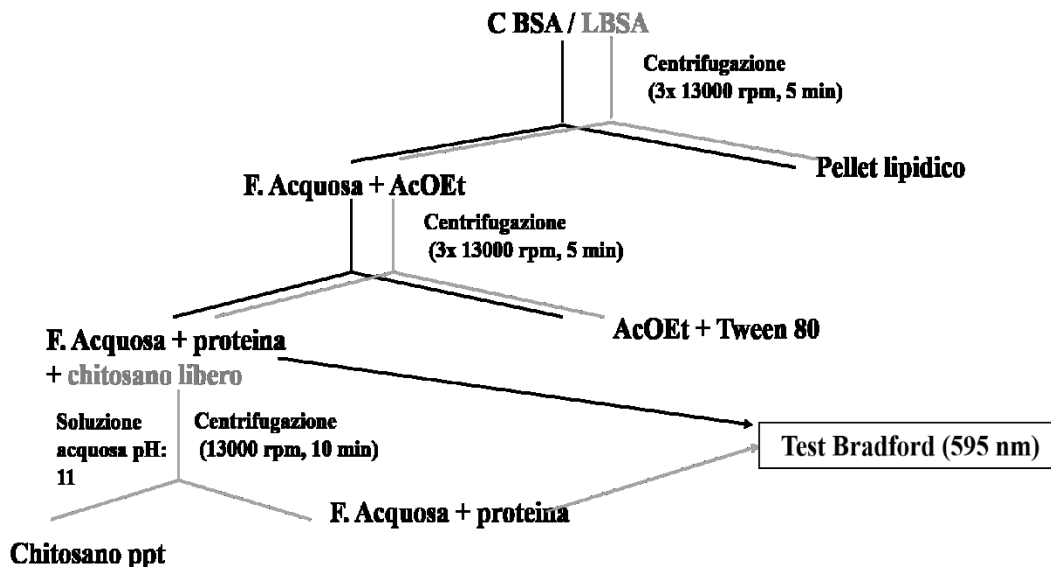 C BSA / LBSA
Centrifugazione
(3x 13000 rpm, 5 min)
Pellet lipidico
F. Acquosa + AcOEt
Centrifugazione
(3x 13000 rpm, 5 min)
AcOEt + Tween 80
F. Acquosa + proteina
+ chitosano libero
Soluzione
acquosa pH:
11
Centrifugazione
(13000 rpm, 10 min)
Test Bradford (595 nm)
F. Acquosa + proteina
Chitosano ppt